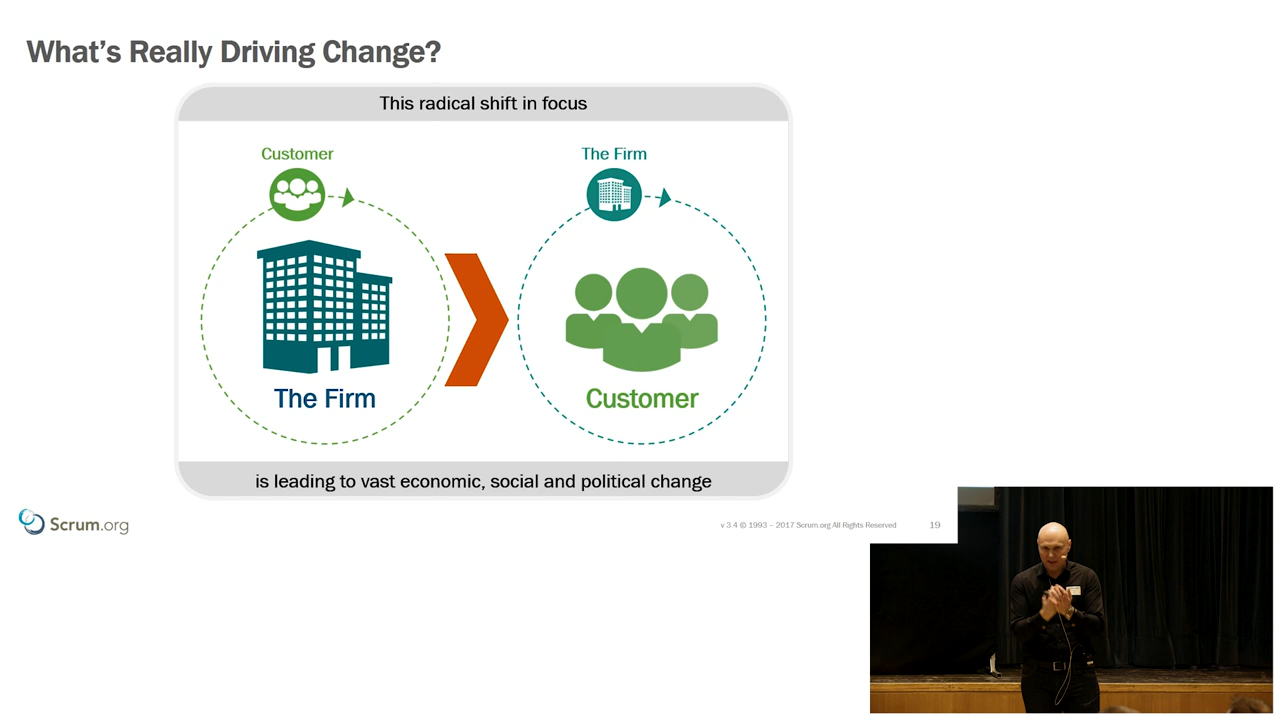 What's Really Driving Change?
This radical shift in focus
Customer
The Firm
The Firm
Customer
is leading to vast economic, social and political change
Scrum.org
v 3.4 © 1993 – 2017 Scrum.org All Rights Reserved
19